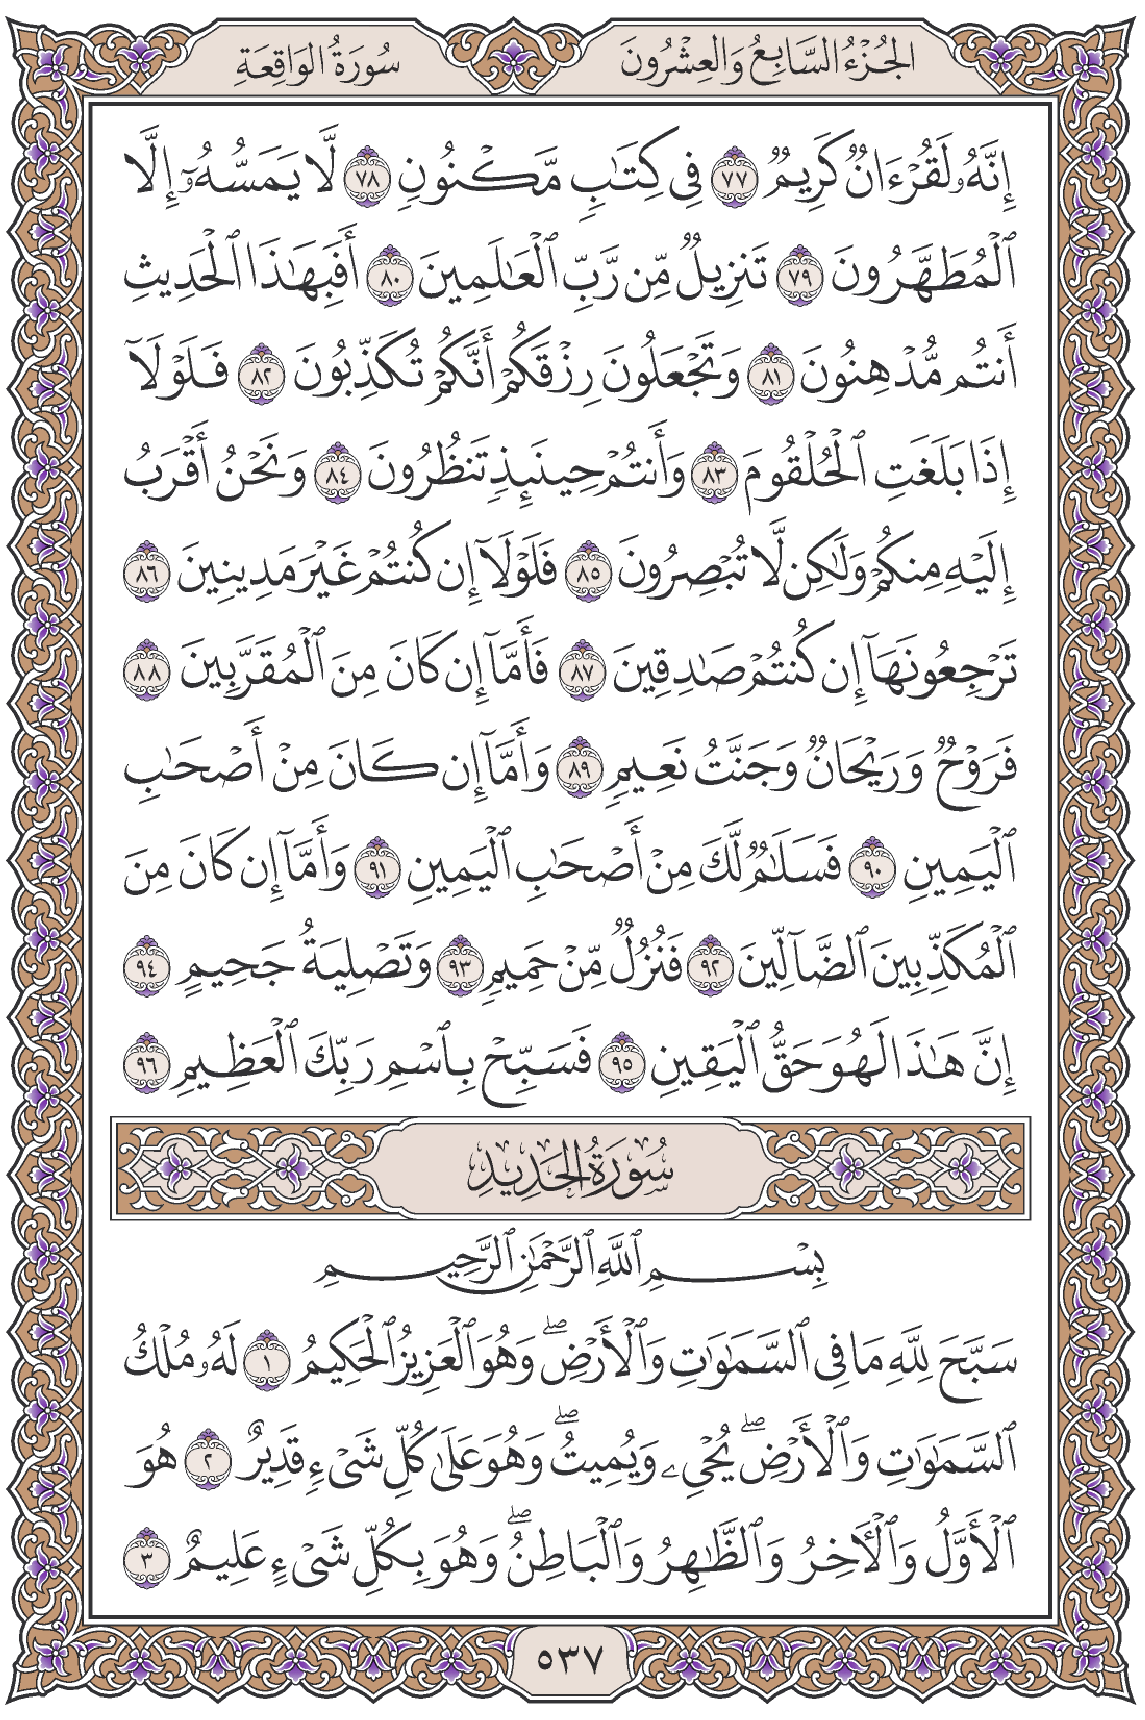 الجُزْءُ السَّابِعُ وَالعِشْرُونَ
سُورَةُ الوَاقِعَةِ
إِنَّهُۥ لَقُرْءَانٌ كَرِيمٌ ٧٧ فِي كِتَٰبٍ مَّكْنُونٍ ٧٨ لَّا يَمَسُّهُۥٓ إِلَّا
ٱلْمُطَهَّرُونَ ٧٩ تَنزِيلٌ مِّن رَّبِّ ٱلْعَٰلَمِينَ ٨٠ أَفَبِهَٰذَا ٱلْحَدِيثِ
أَنتُم مُّدْهِنُونَ ٨١ وَتَجْعَلُونَ رِزْقَكُمْ أَنَّكُمْ تُكَذِّبُونَ ٨٢ فَلَوْلَآ
إِذَا بَلَغَتِ ٱلْحُلْقُومَ ٨٣ وَأَنتُمْ حِينَئِذٍ تَنظُرُونَ ٨٤ وَنَحْنُ أَقْرَبُ
إِلَيْهِ مِنكُمْ وَلَٰكِن لَّا تُبْصِرُونَ ٨٥ فَلَوْلَآ إِن كُنتُمْ غَيْرَ مَدِينِينَ ٨٦
تَرْجِعُونَهَآ إِن كُنتُمْ صَٰدِقِينَ ٨٧ فَأَمَّآ إِن كَانَ مِنَ ٱلْمُقَرَّبِينَ ٨٨
فَرَوْحٌ وَرَيْحَانٌ وَجَنَّتُ نَعِيمٍ ٨٩ وَأَمَّآ إِن كَانَ مِنْ أَصْحَٰبِ
ٱلْيَمِينِ ٩٠ فَسَلَٰمٌ لَّكَ مِنْ أَصْحَٰبِ ٱلْيَمِينِ ٩١ وَأَمَّآ إِن كَانَ مِنَ
ٱلْمُكَذِّبِينَ ٱلضَّآلِّينَ ٩٢ فَنُزُلٌ مِّنْ حَمِيمٍ ٩٣ وَتَصْلِيَةُ جَحِيمٍ ٩٤
إِنَّ هَٰذَا لَهُوَ حَقُّ ٱلْيَقِينِ ٩٥ فَسَبِّحْ بِٱسْمِ رَبِّكَ ٱلْعَظِيمِ ٩٦
سُورَةُ الحَدِيدِ
بِسْمِ ٱللَّهِ ٱلرَّحْمَٰنِ ٱلرَّحِيمِ
سَبَّحَ لِلَّهِ مَا فِي ٱلسَّمَٰوَٰتِ وَٱلْأَرْضِۖ وَهُوَ ٱلْعَزِيزُ ٱلْحَكِيمُ ١ لَهُۥ مُلْكُ
ٱلسَّمَٰوَٰتِ وَٱلْأَرْضِۖ يُحْيِۦ وَيُمِيتُۖ وَهُوَ عَلَىٰ كُلِّ شَيْءٍ قَدِيرٌ ٢ هُوَ
ٱلْأَوَّلُ وَٱلْأٓخِرُ وَٱلظَّٰهِرُ وَٱلْبَاطِنُۖ وَهُوَ بِكُلِّ شَيْءٍ عَلِيمٌ ٣
٥٣٧